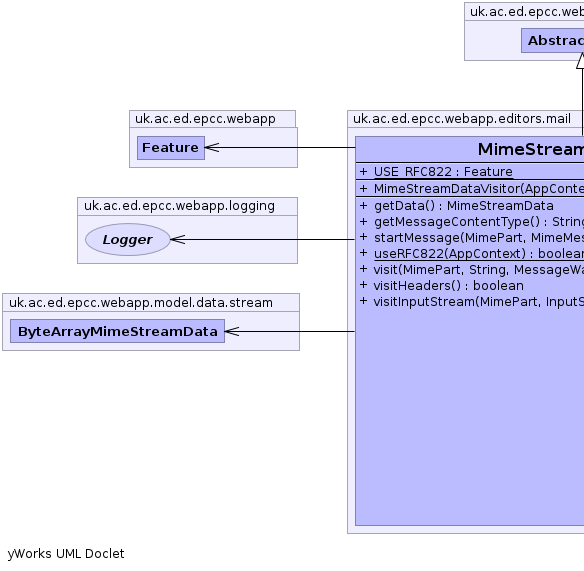 uk.ac.ed.epcc.web
Abstrac
uk.ac.ed.epcc.webapp
Feature
uk.ac.ed.epcc.webapp.logging
Logger
uk.ac.ed.epcc.webapp.model.data.stream
ByteArrayMimeStreamData
uk.ac.ed.epcc.webapp.editors.mail
MimeStream
+ USE_RFC822 : Feature
+ MimeStreamDataVisitor(AppConte
+ getData() : MimeStreamData
+ getMessageContentType() : String
+ startMessage(MimePart, MimeMes
+ useRFC822(AppContext) : boolean
+ visit(MimePart, String, MessageWa
+ visitHeaders() : boolean
+ visitInputStream(MimePart, InputS
yWorks UML Doclet